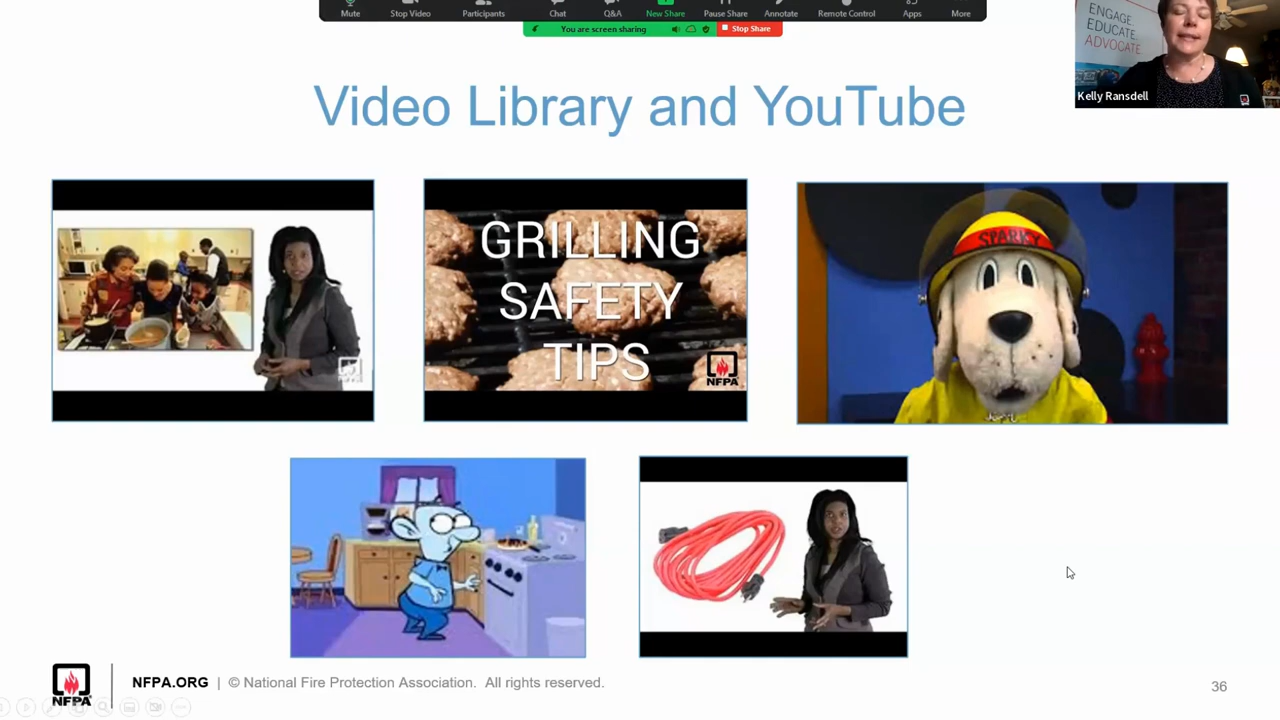 Mute
Stop Video
Participants
Chat
Q&A
New Share
Pause Share
Annotate
Remote Control
Apps
More
You are screen sharing
Stop Share
ENGAGE.
EDUCATE.
ADVOCATE.
Kelly Ransdell
Video Library and YouTube
NFPA
GRILLING
SAFETY
TIPS
NFPA
SPARKY
NFPA
NFPA.ORG | © National Fire Protection Association. All rights reserved.
36